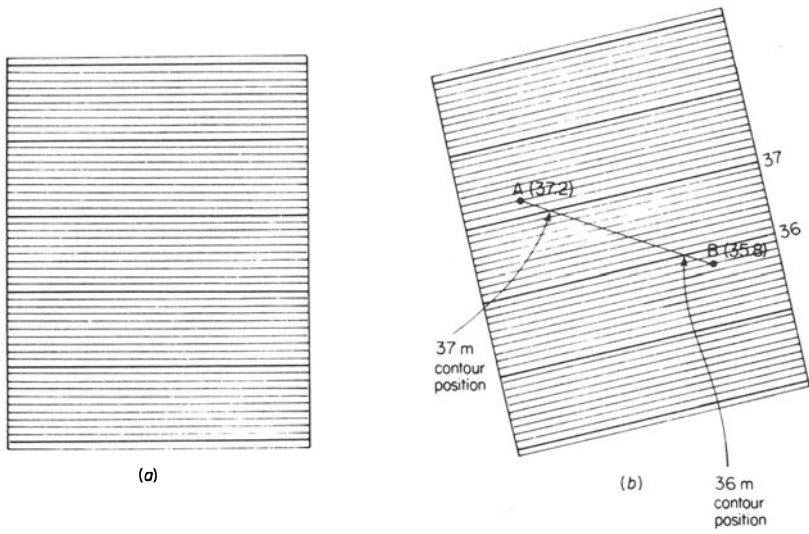 (a)
A (37.2)
37
36
B (35.8)
37 m
contour
position
(b)
36 m
contour
position